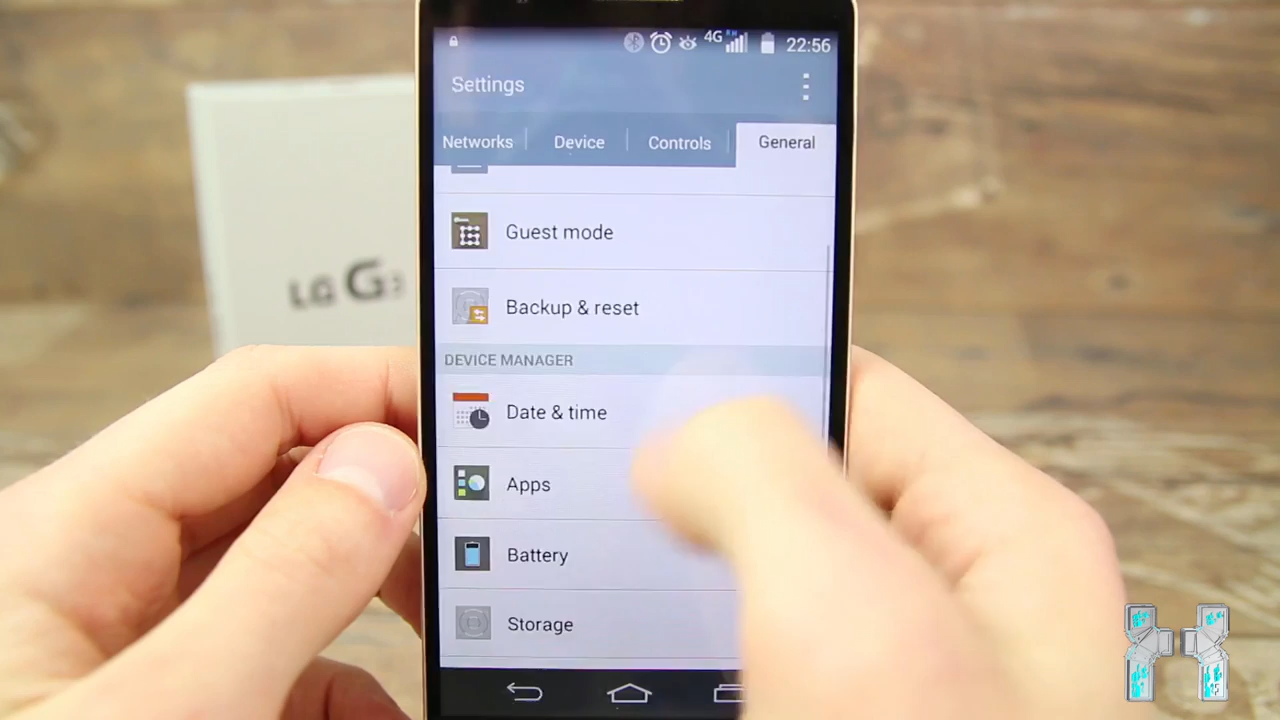 4G 22:56
Settings
Networks Device Controls General
Guest mode
Backup & reset
DEVICE MANAGER
Date & time
Apps
Battery
Storage
LG G3